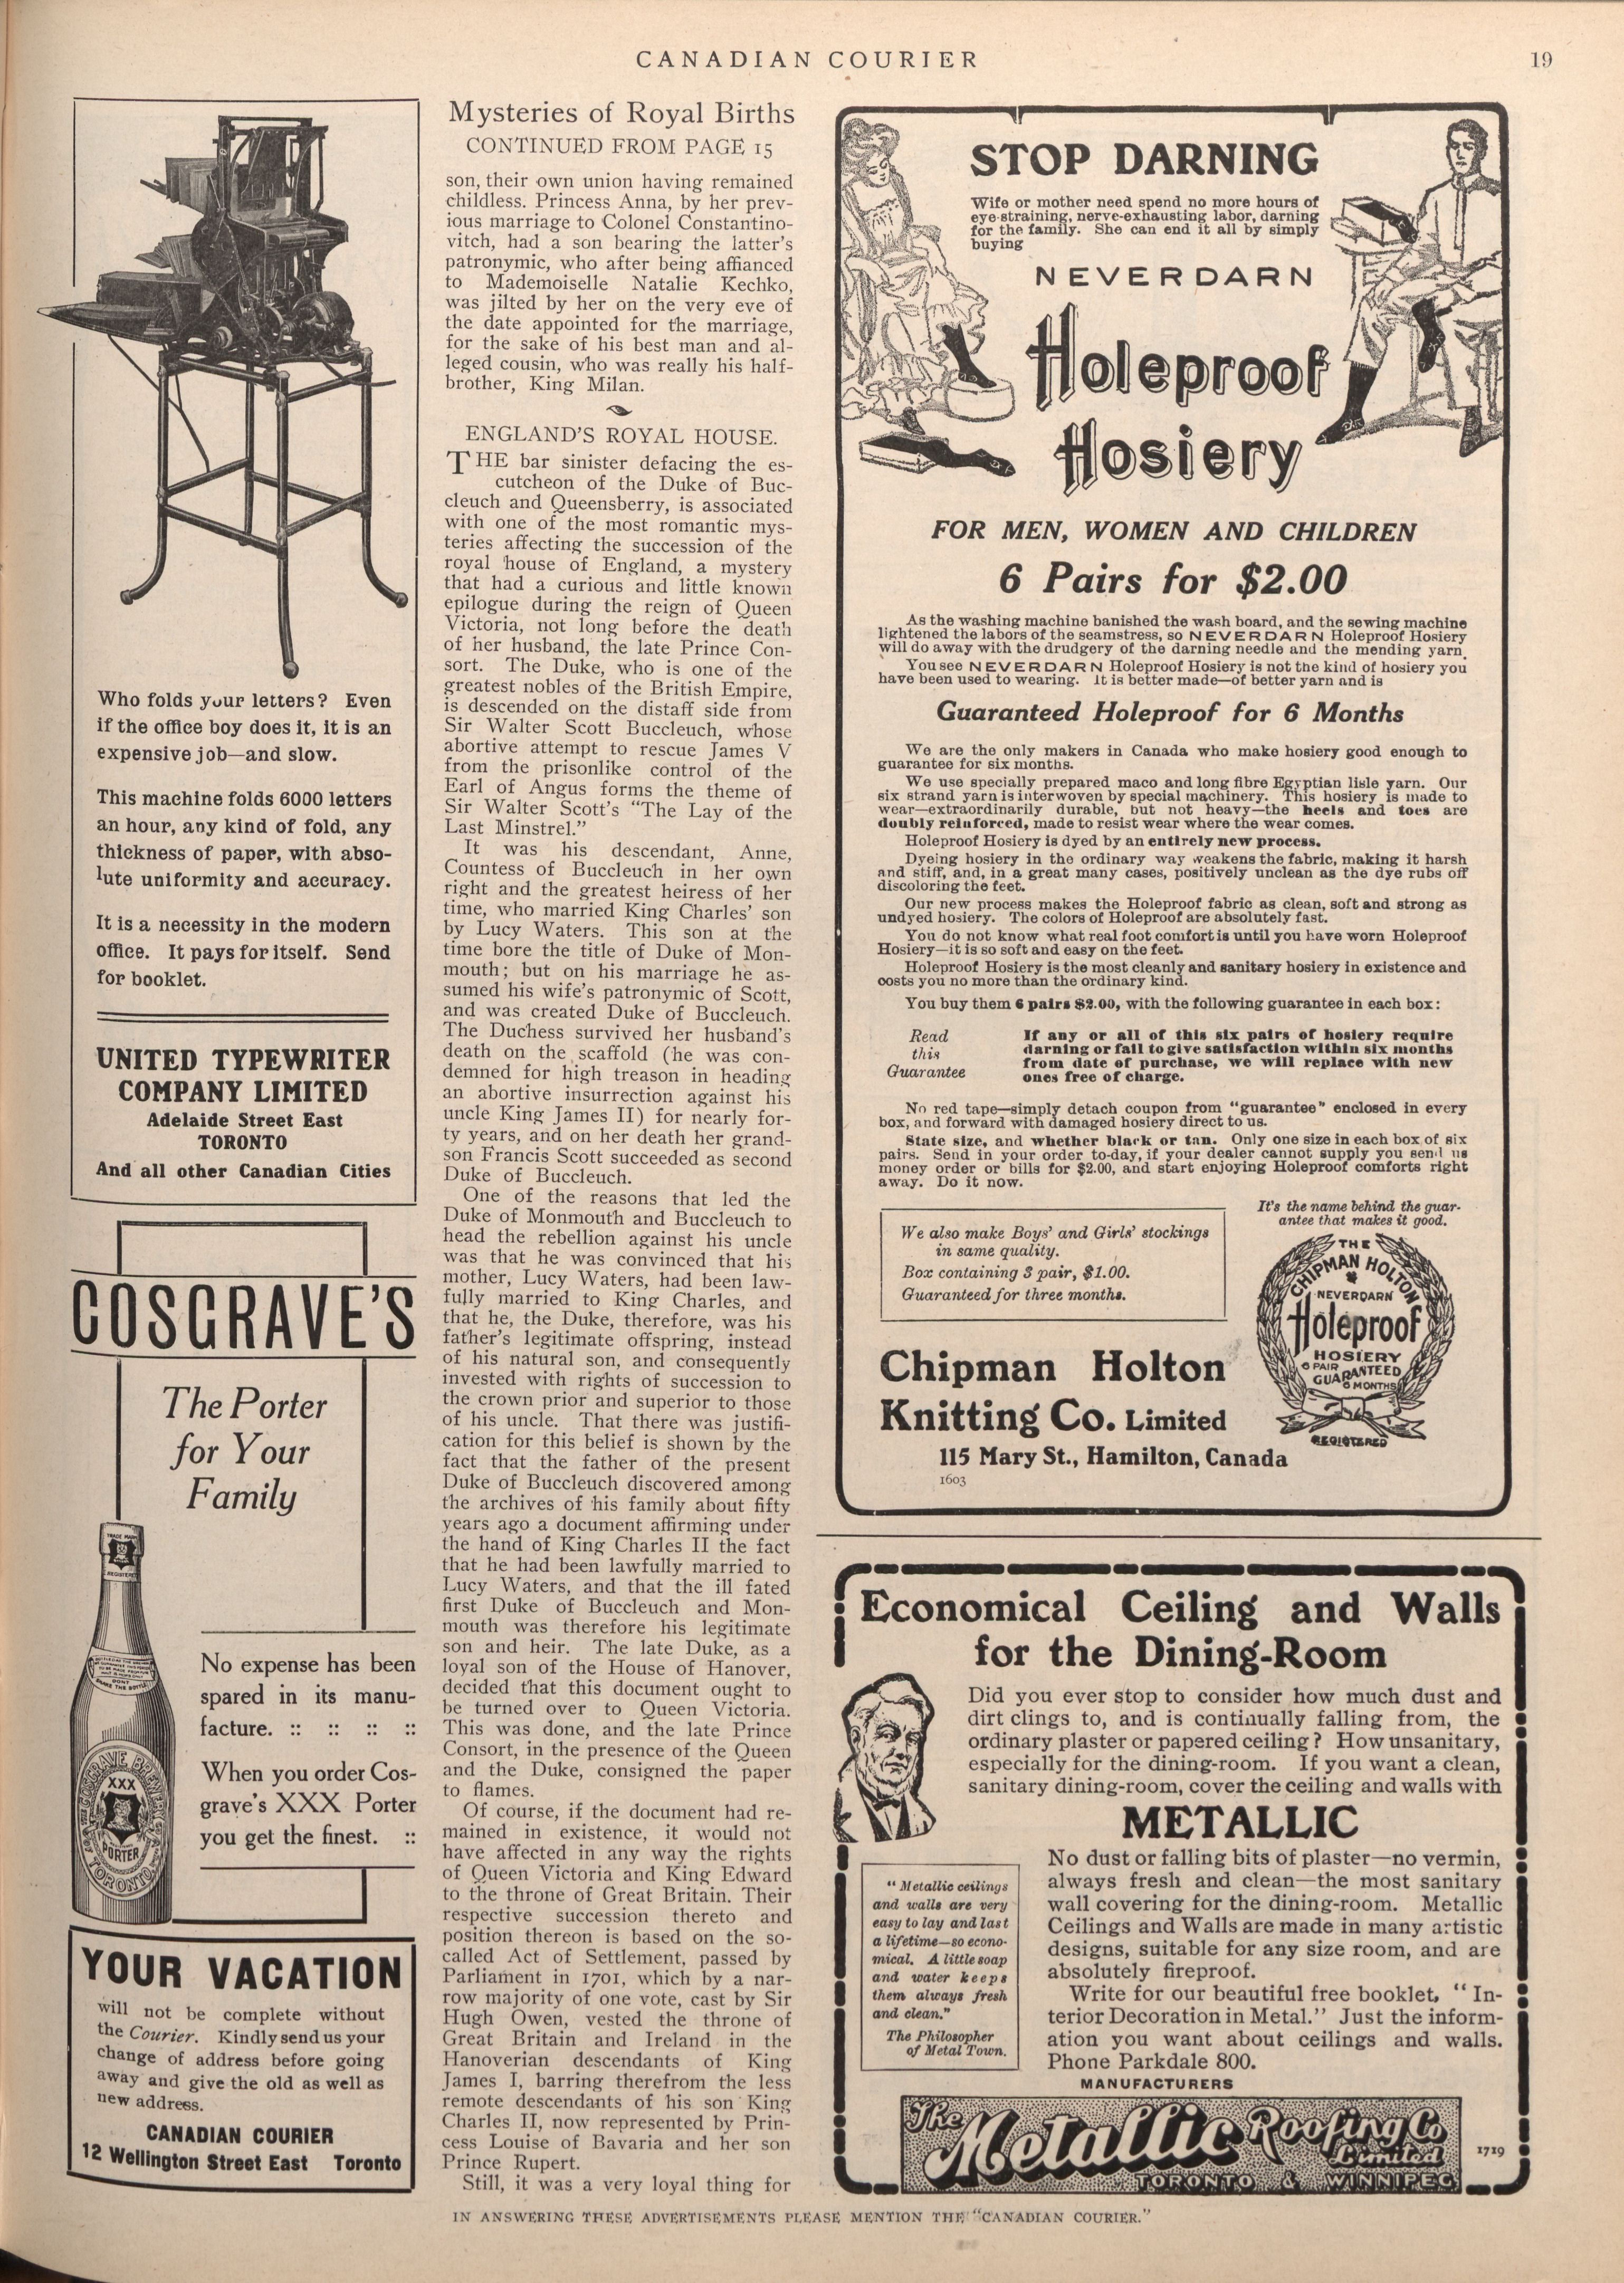 CANADIAN COURIER
19
Who folds your letters? Even
if the office boy does it, it is an
expensive job—and slow.
This machine folds 6000 letters
an hour, any kind of fold, any
thickness of paper, with abso-
lute uniformity and accuracy.
It is a necessity in the modern
office. It pays for itself. Send
for booklet.
UNITED TYPEWRITER
COMPANY LIMITED
Adelaide Street East
TORONTO
And all other Canadian Cities
COSGRAVE'S
The Porter
for Your
Family
TRADE MARK
REGISTERED
No expense has been
spared in its manu-
facture. :: :: :: ::
When you order Cos-
grave's XXX Porter
you get the finest. ::
COSGRAVE BREWERY
XXX
PORTER
TORONTO
YOUR VACATION
will not be complete without
the Courier. Kindly send us your
change of address before going
away and give the old as well as
new address.
CANADIAN COURIER
12 Wellington Street East Toronto
Mysteries of Royal Births
CONTINUED FROM PAGE 15
son, their own union having remained
childless. Princess Anna, by her prev-
ious marriage to Colonel Constantino-
vitch, had a son bearing the latter's
patronymic, who after being affianced
to Mademoiselle Natalie Kechko,
was jilted by her on the very eve of
the date appointed for the marriage,
for the sake of his best man and al-
leged cousin, who was really his half-
brother, King Milan.
ENGLAND'S ROYAL HOUSE.
THE bar sinister defacing the es-
cutcheon of the Duke of Buc-
cleuch and Queensberry, is associated
with one of the most romantic mys-
teries affecting the succession of the
royal house of England, a mystery
that had a curious and little known
epilogue during the reign of Queen
Victoria, not long before the death
of her husband, the late Prince Con-
sort. The Duke, who is one of the
greatest nobles of the British Empire,
is descended on the distaff side from
Sir Walter Scott Buccleuch, whose
abortive attempt to rescue James V
from the prisonlike control of the
Earl of Angus forms the theme of
Sir Walter Scott's "The Lay of the
Last Minstrel."
It was his descendant, Anne,
Countess of Buccleuch in her own
right and the greatest heiress of her
time, who married King Charles' son
by Lucy Waters. This son at the
time bore the title of Duke of Mon-
mouth; but on his marriage he as-
sumed his wife's patronymic of Scott,
and was created Duke of Buccleuch.
The Duchess survived her husband's
death on the scaffold (he was con-
demned for high treason in heading
an abortive insurrection against his
uncle King James II) for nearly for-
ty years, and on her death her grand-
son Francis Scott succeeded as second
Duke of Buccleuch.
One of the reasons that led the
Duke of Monmouth and Buccleuch to
head the rebellion against his uncle
was that he was convinced that his
mother, Lucy Waters, had been law-
fully married to King Charles, and
that he, the Duke, therefore, was his
father's legitimate offspring, instead
of his natural son, and consequently
invested with rights of succession to
the crown prior and superior to those
of his uncle. That there was justifi-
cation for this belief is shown by the
fact that the father of the present
Duke of Buccleuch discovered among
the archives of his family about fifty
years ago a document affirming under
the hand of King Charles II the fact
that he had been lawfully married to
Lucy Waters, and that the ill fated
first Duke of Buccleuch and Mon-
mouth was therefore his legitimate
son and heir. The late Duke, as a
loyal son of the House of Hanover,
decided that this document ought to
be turned over to Queen Victoria.
This was done, and the late Prince
Consort, in the presence of the Queen
and the Duke, consigned the paper
to flames.
Of course, if the document had re-
mained in existence, it would not
have affected in any way the rights
of Queen Victoria and King Edward
to the throne of Great Britain. Their
respective succession thereto and
position thereon is based on the so-
called Act of Settlement, passed by
Parliament in 1701, which by a nar-
row majority of one vote, cast by Sir
Hugh Owen, vested the throne of
Great Britain and Ireland in the
Hanoverian descendants of King
James I, barring therefrom the less
remote descendants of his son King
Charles II, now represented by Prin-
cess Louise of Bavaria and her son
Prince Rupert.
Still, it was a very loyal thing for
STOP DARNING
Wife or mother need spend no more hours of
eye-straining, nerve-exhausting labor, darning
for the family. She can end it all by simply
buying
NEVERDARN
Holeproof
Hosiery
FOR MEN, WOMEN AND CHILDREN
6 Pairs for $2.00
As the washing machine banished the wash board, and the sewing machine
lightened the labors of the seamstress, so NEVERDARN Holeproof Hosiery
will do away with the drudgery of the darning needle and the mending yarn.
You see NEVERDARN Holeproof Hosiery is not the kind of hosiery you
have been used to wearing. It is better made—of better yarn and is
Guaranteed Holeproof for 6 Months
We are the only makers in Canada who make hosiery good enough to
guarantee for six months.
We use specially prepared maco and long fibre Egyptian lisle yarn. Our
six strand yarn is interwoven by special machinery. This hosiery is made to
wear—extraordinarily durable, but not heavy—the heels and toes are
doubly reinforced, made to resist wear where the wear comes.
Holeproof Hosiery is dyed by an entirely new process.
Dyeing hosiery in the ordinary way weakens the fabric, making it harsh
and stiff, and, in a great many cases, positively unclean as the dye rubs off
discoloring the feet.
Our new process makes the Holeproof fabric as clean, soft and strong as
undyed hosiery. The colors of Holeproof are absolutely fast.
You do not know what real foot comfort is until you have worn Holeproof
Hosiery—it is so soft and easy on the feet.
Holeproof Hosiery is the most cleanly and sanitary hosiery in existence and
costs you no more than the ordinary kind.
You buy them 6 pairs $2.00, with the following guarantee in each box:
Read
this
Guarantee
If any or all of this six pairs of hosiery require
darning or fail to give satisfaction within six months
from date of purchase, we will replace with new
ones free of charge.
No red tape—simply detach coupon from "guarantee" enclosed in every
box, and forward with damaged hosiery direct to us.
State size, and whether black or tan. Only one size in each box of six
pairs. Send in your order to-day, if your dealer cannot supply you send us
money order or bills for $2.00, and start enjoying Holeproof comforts right
away. Do it now.
We also make Boys' and Girls' stockings
in same quality.
Box containing 3 pair, $1.00.
Guaranteed for three months.
It's the name behind the guar-
antee that makes it good.
THE
CHIPMAN HOLTON
NEVERDARN
Holeproof
HOSIERY
6 PAIR
GUARANTEED
6 MONTHS
REGISTERED
Chipman Holton
Knitting Co. Limited
115 Mary St., Hamilton, Canada
1603
Economical Ceiling and Walls
for the Dining-Room
Did you ever stop to consider how much dust and
dirt clings to, and is continually falling from, the
ordinary plaster or papered ceiling? How unsanitary,
especially for the dining-room. If you want a clean,
sanitary dining-room, cover the ceiling and walls with
METALLIC
No dust or falling bits of plaster—no vermin,
always fresh and clean—the most sanitary
wall covering for the dining-room. Metallic
Ceilings and Walls are made in many artistic
designs, suitable for any size room, and are
absolutely fireproof.
Write for our beautiful free booklet, "In-
terior Decoration in Metal." Just the inform-
ation you want about ceilings and walls.
Phone Parkdale 800.
"Metallic ceilings
and walls are very
easy to lay and last
a lifetime—so econo-
mical. A little soap
and water keeps
them always fresh
and clean."
The Philosopher
of Metal Town.
MANUFACTURERS
The Metallic Roofing Co
Limited
TORONTO & WINNIPEG
1719
IN ANSWERING THESE ADVERTISEMENTS PLEASE MENTION THE "CANADIAN COURIER."